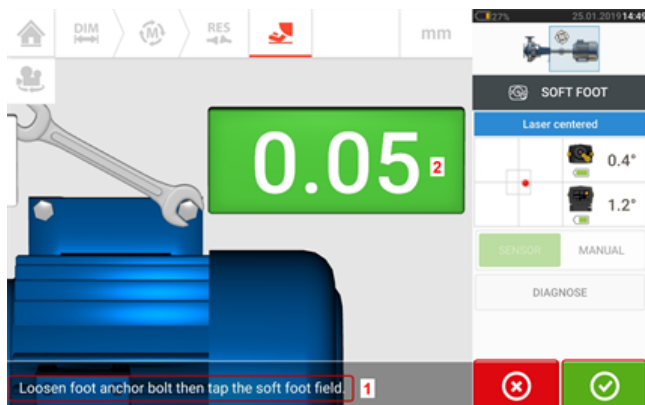 DIM
M
RES
mm
27%
25.01.2019 14:49
SOFT FOOT
Laser centered
0.05
2
0.4°
1.2°
SENSOR
MANUAL
DIAGNOSE
Loosen foot anchor bolt then tap the soft foot field.
1